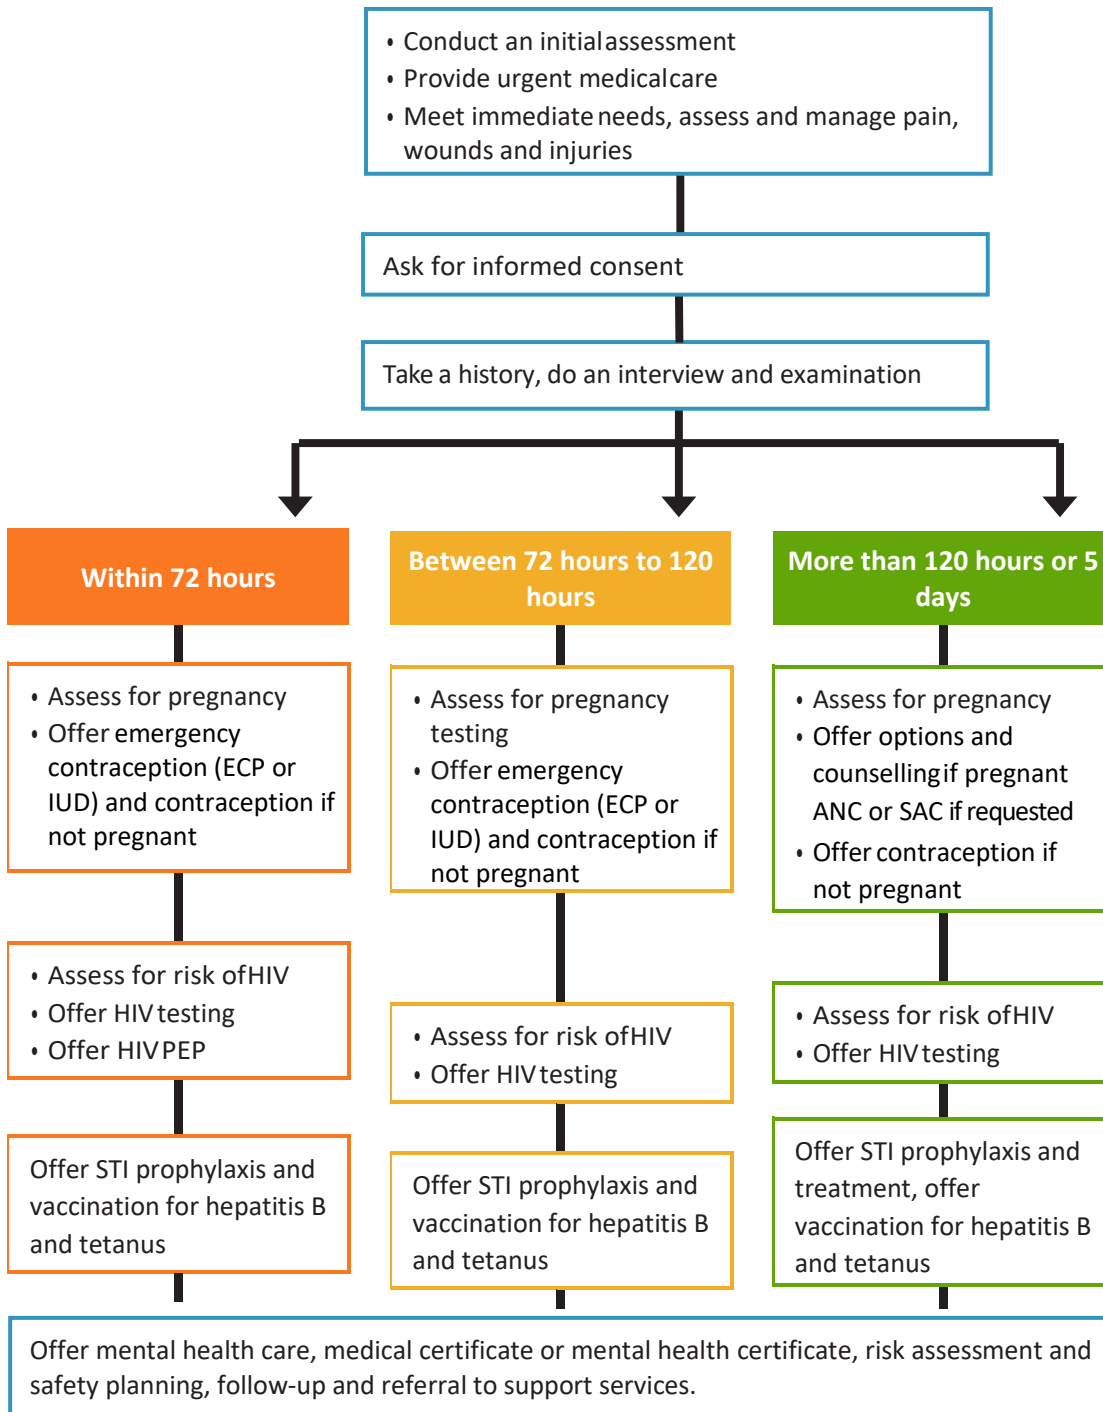 • Conduct an initial assessment
• Provide urgent medical care
• Meet immediate needs, assess and manage pain,
wounds and injuries
Ask for informed consent
Take a history, do an interview and examination
Within 72 hours
Between 72 hours to 120
hours
More than 120 hours or 5
days
• Assess for pregnancy
• Offer emergency
contraception (ECP or
IUD) and contraception if
not pregnant
• Assess for pregnancy
testing
• Offer emergency
contraception (ECP or
IUD) and contraception if
not pregnant
• Assess for pregnancy
• Offer options and
counselling if pregnant
ANC or SAC if requested
• Offer contraception if
not pregnant
• Assess for risk of HIV
• Offer HIV testing
• Offer HIV PEP
• Assess for risk of HIV
• Offer HIV testing
• Assess for risk of HIV
• Offer HIV testing
Offer STI prophylaxis and
vaccination for hepatitis B
and tetanus
Offer STI prophylaxis and
vaccination for hepatitis B
and tetanus
Offer STI prophylaxis and
treatment, offer
vaccination for hepatitis B
and tetanus
Offer mental health care, medical certificate or mental health certificate, risk assessment and
safety planning, follow-up and referral to support services.